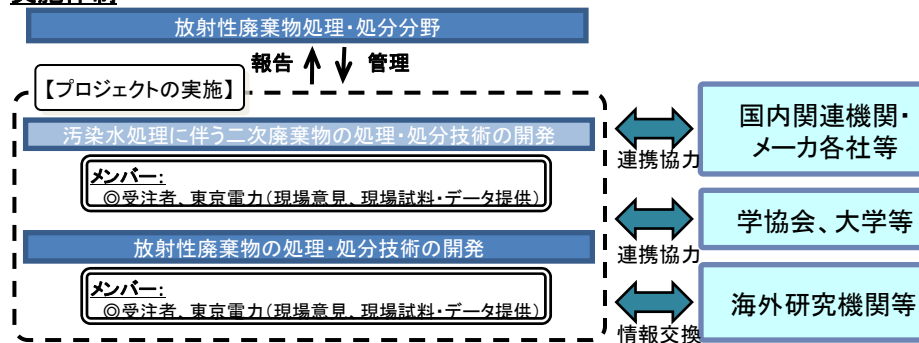 放射性廃棄物処理・処分分野
報告 管理
【プロジェクトの実施】
汚染水処理に伴う二次廃棄物の処理・処分技術の開発
メンバー:
◎受注者、東京電力(現場意見、現場試料・データ提供)
放射性廃棄物の処理・処分技術の開発
メンバー:
◎受注者、東京電力(現場意見、現場試料・データ提供)
連携協力
国内関連機関・
メーカ各社等
連携協力
学協会、大学等
情報交換
海外研究機関等